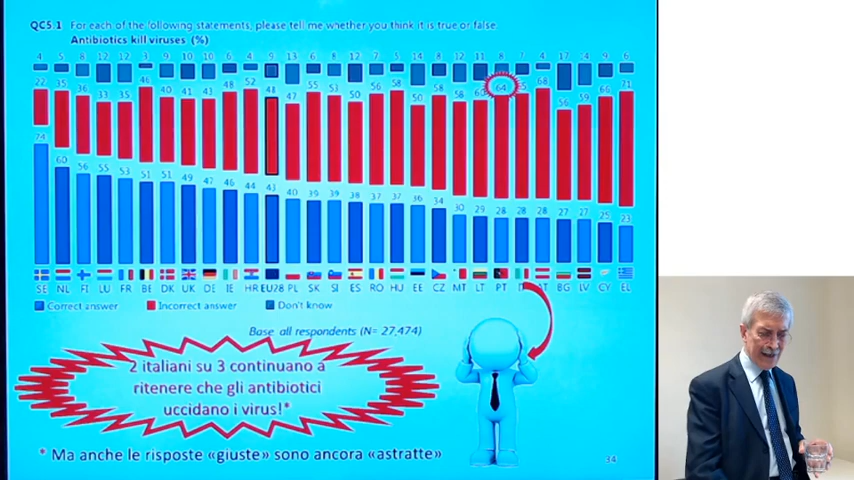 QC5.1 For each of the following statements, please tell me whether you think it is true or false.
Antibiotics kill viruses (%)
4 5 8 12 12 3 9 10 10 6 4 9 13 6 8 12 7 5 14 8 12 11 8 7 4 17 14 9 6
22 35 36 33 35 46 40 41 43 48 52 48 47 55 53 50 56 58 50 58 58 60 64 65 68 56 59 66 71
74 60 56 55 53 51 51 49 47 46 44 43 40 39 39 38 37 37 36 34 30 29 28 28 28 27 27 25 23
SE NL FI LU FR BE DK UK DE IE HR EU28 PL SK SI ES RO HU EE CZ MT LT PT AT BG LV CY EL
Correct answer Incorrect answer Don't know
Base all respondents (N= 27,474)
2 italiani su 3 continuano a
ritenere che gli antibiotici
uccidano i virus!*
* Ma anche le risposte «giuste» sono ancora «astratte»
34